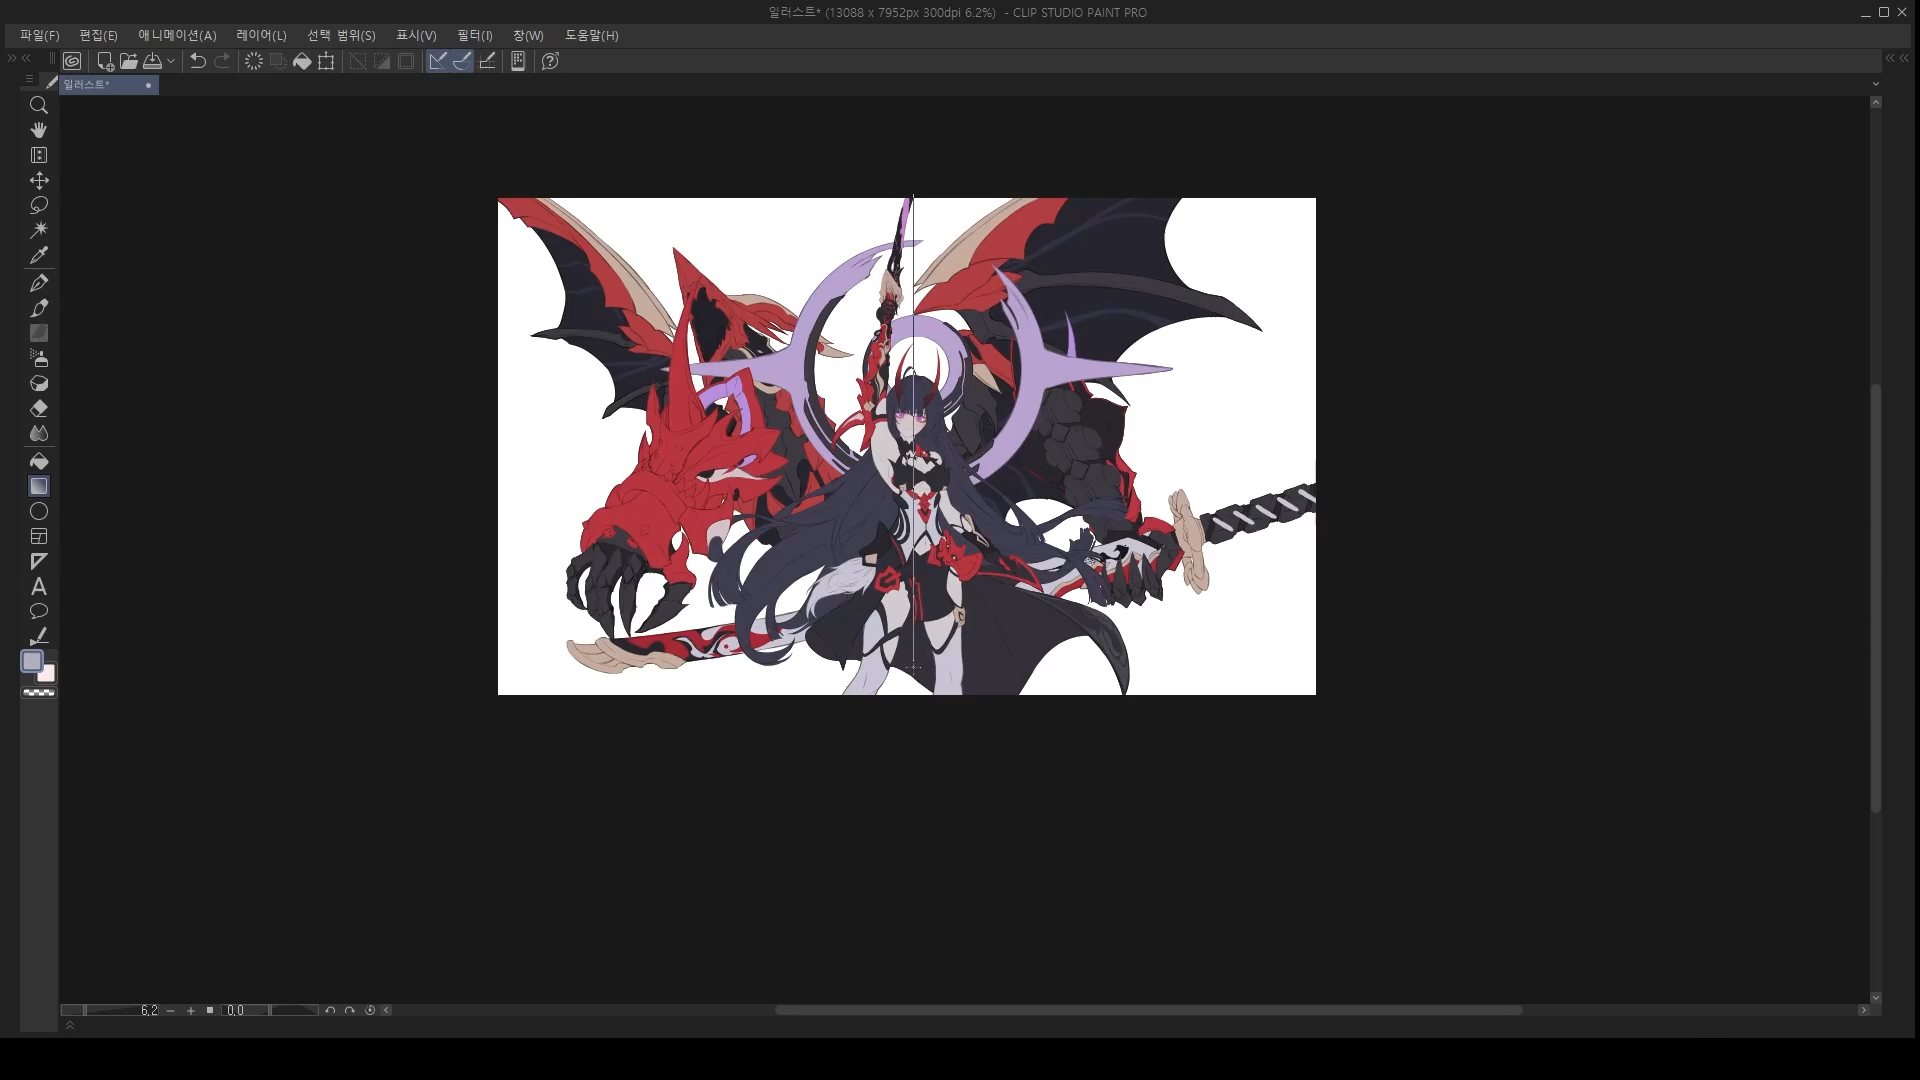 일러스트* (13088 x 7952px 300dpi 6.2%)  - CLIP STUDIO PAINT PRO
파일(F) 편집(E) 애니메이션(A) 레이어(L) 선택 범위(S) 표시(V) 필터(I) 창(W) 도움말(H)
일러스트*
6.2 0.0